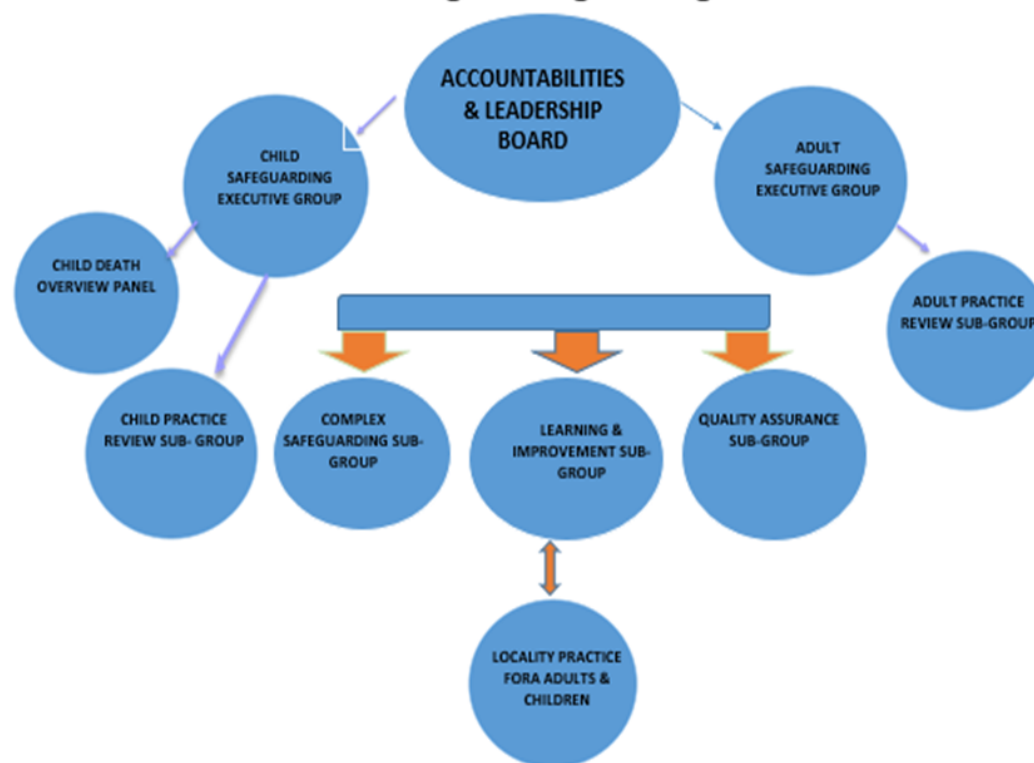 ACCOUNTABILITIES
& LEADERSHIP
BOARD
CHILD
SAFEGUARDING
EXECUTIVE GROUP
ADULT
SAFEGUARDING
EXECUTIVE GROUP
CHILD DEATH
OVERVIEW PANEL
ADULT PRACTICE
REVIEW SUB-GROUP
CHILD PRACTICE
REVIEW SUB- GROUP
COMPLEX
SAFEGUARDING SUB-
GROUP
LEARNING &
IMPROVEMENT SUB-
GROUP
QUALITY ASSURANCE
SUB-GROUP
LOCALITY PRACTICE
FORA ADULTS &
CHILDREN